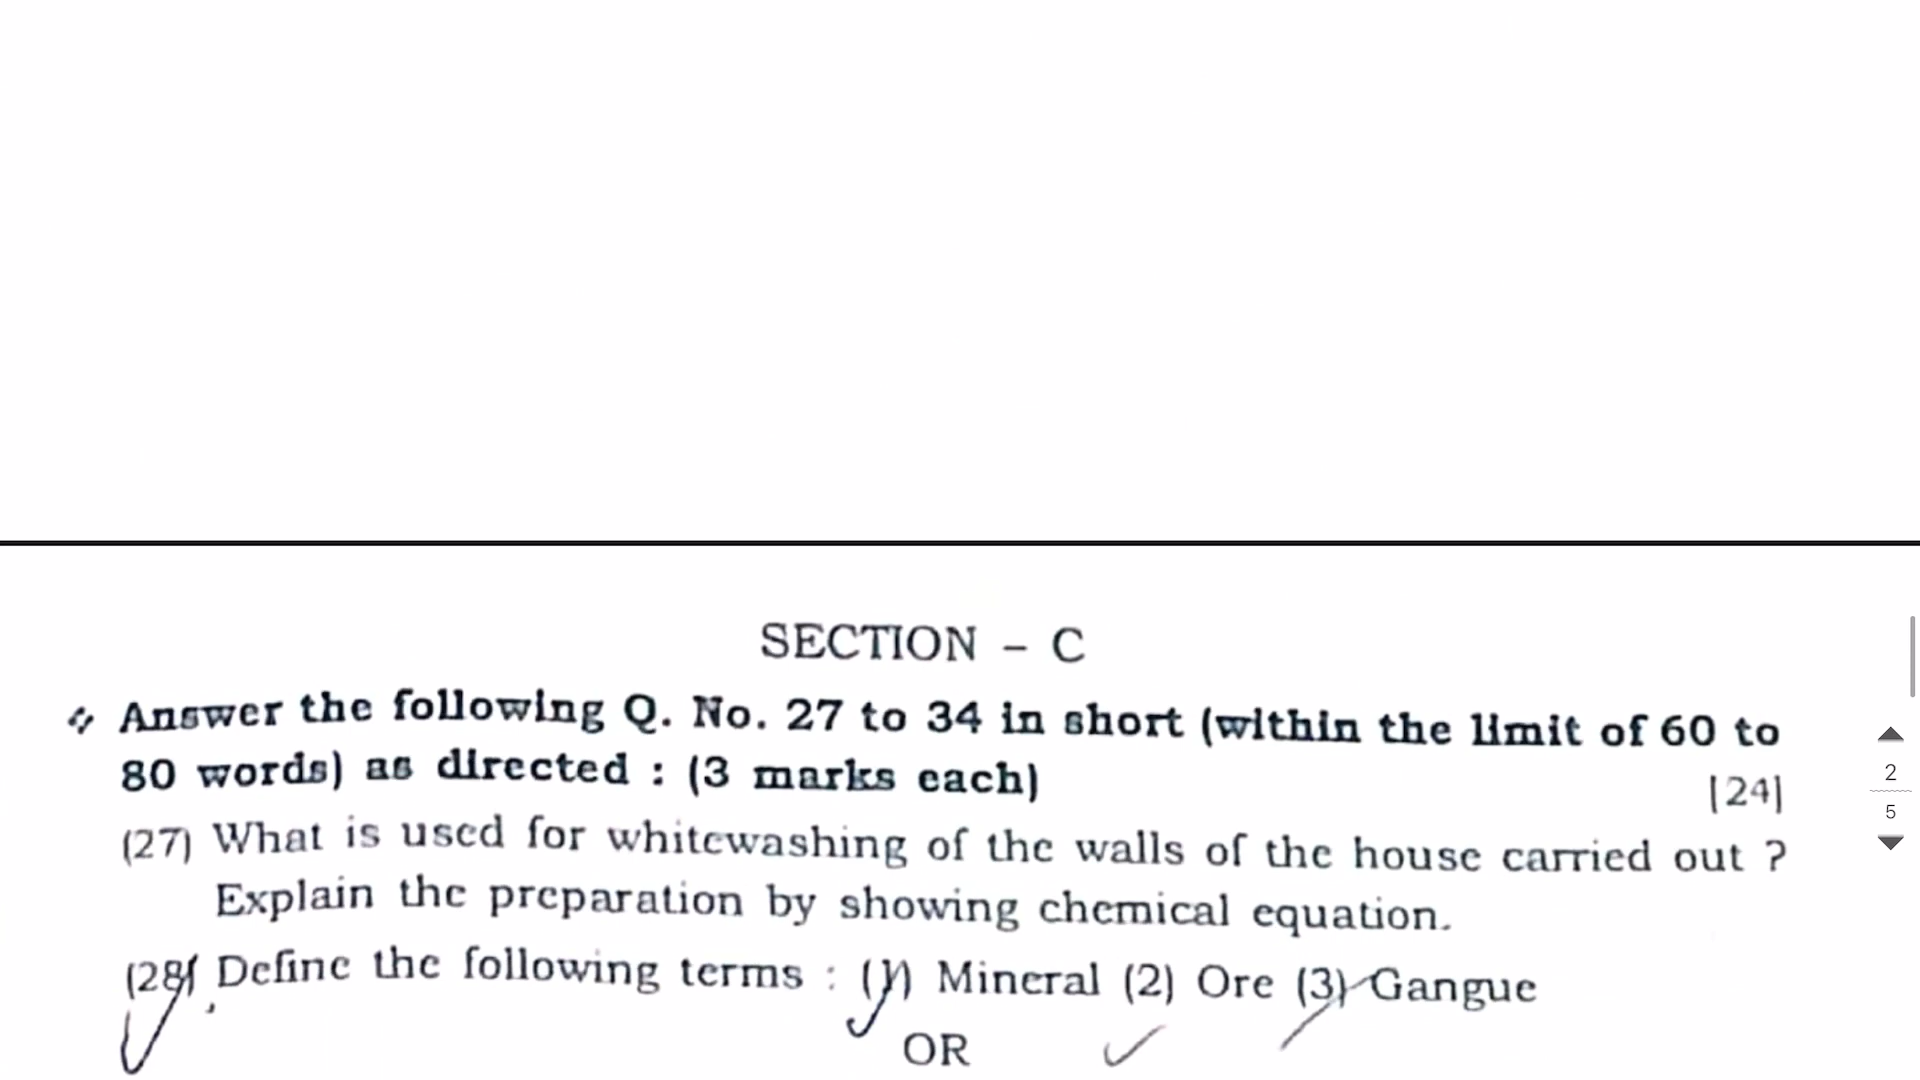 SECTION – C
Answer the following Q. No. 27 to 34 in short (within the limit of 60 to
80 words) as directed : (3 marks each)
[24]
(27) What is used for whitewashing of the walls of the house carried out ?
Explain the preparation by showing chemical equation.
(28) Define the following terms : (1) Mineral (2) Ore (3) Gangue
OR
2
5